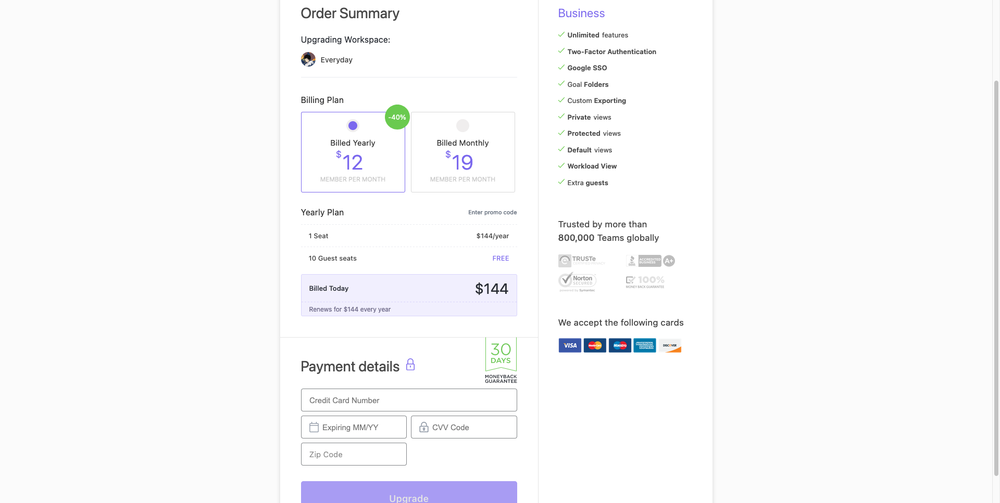 Order Summary
Upgrading Workspace:
Everyday
Billing Plan
-40%
Billed Yearly
$12
MEMBER PER MONTH
Billed Monthly
$19
MEMBER PER MONTH
Yearly Plan
Enter promo code
1 Seat
$144/year
10 Guest seats
FREE
Billed Today
$144
Renews for $144 every year
Payment details
30
DAYS
MONEYBACK
GUARANTEE
Credit Card Number
Expiring MM/YY
CVV Code
Zip Code
Upgrade
Business
Unlimited features
Two-Factor Authentication
Google SSO
Goal Folders
Custom Exporting
Private views
Protected views
Default views
Workload View
Extra guests
Trusted by more than
800,000 Teams globally
TRUSTe
CERTIFIED PRIVACY
BBB
ACCREDITED
BUSINESS
A+
Norton
SECURED
powered by Symantec
100%
MONEY BACK GUARANTEE
We accept the following cards
VISA
MasterCard
Maestro
AMERICAN
EXPRESS
DISCOVER